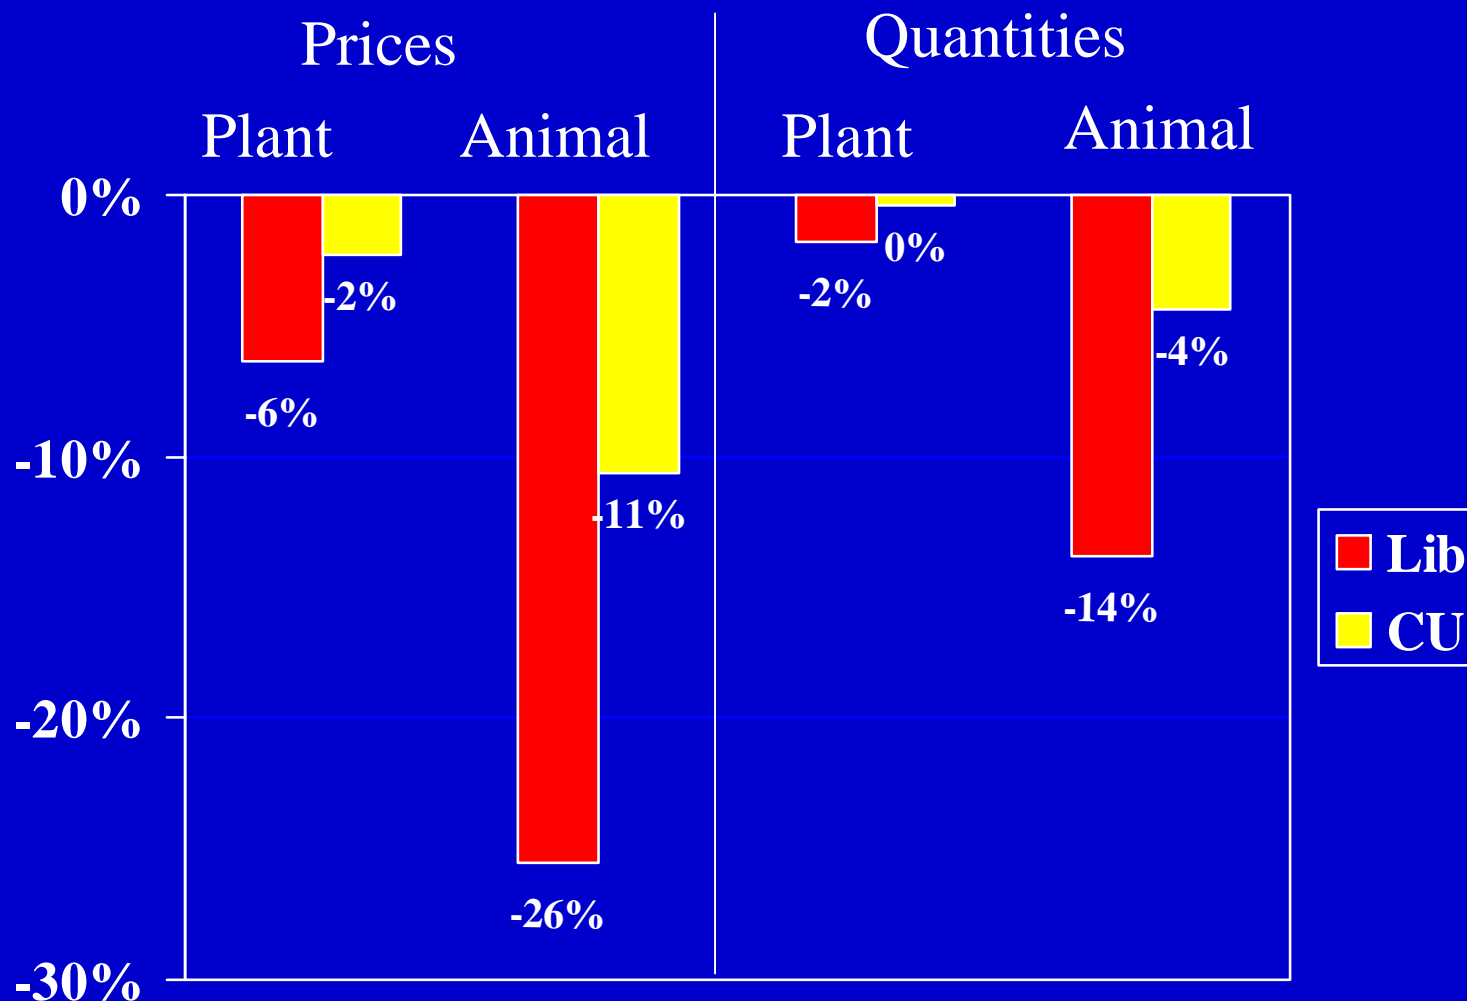 Prices
Quantities
Plant
Animal
Plant
Animal
0%
-10%
-20%
-30%
-2%
-6%
-11%
-26%
0%
-2%
-4%
-14%
Lib
CU